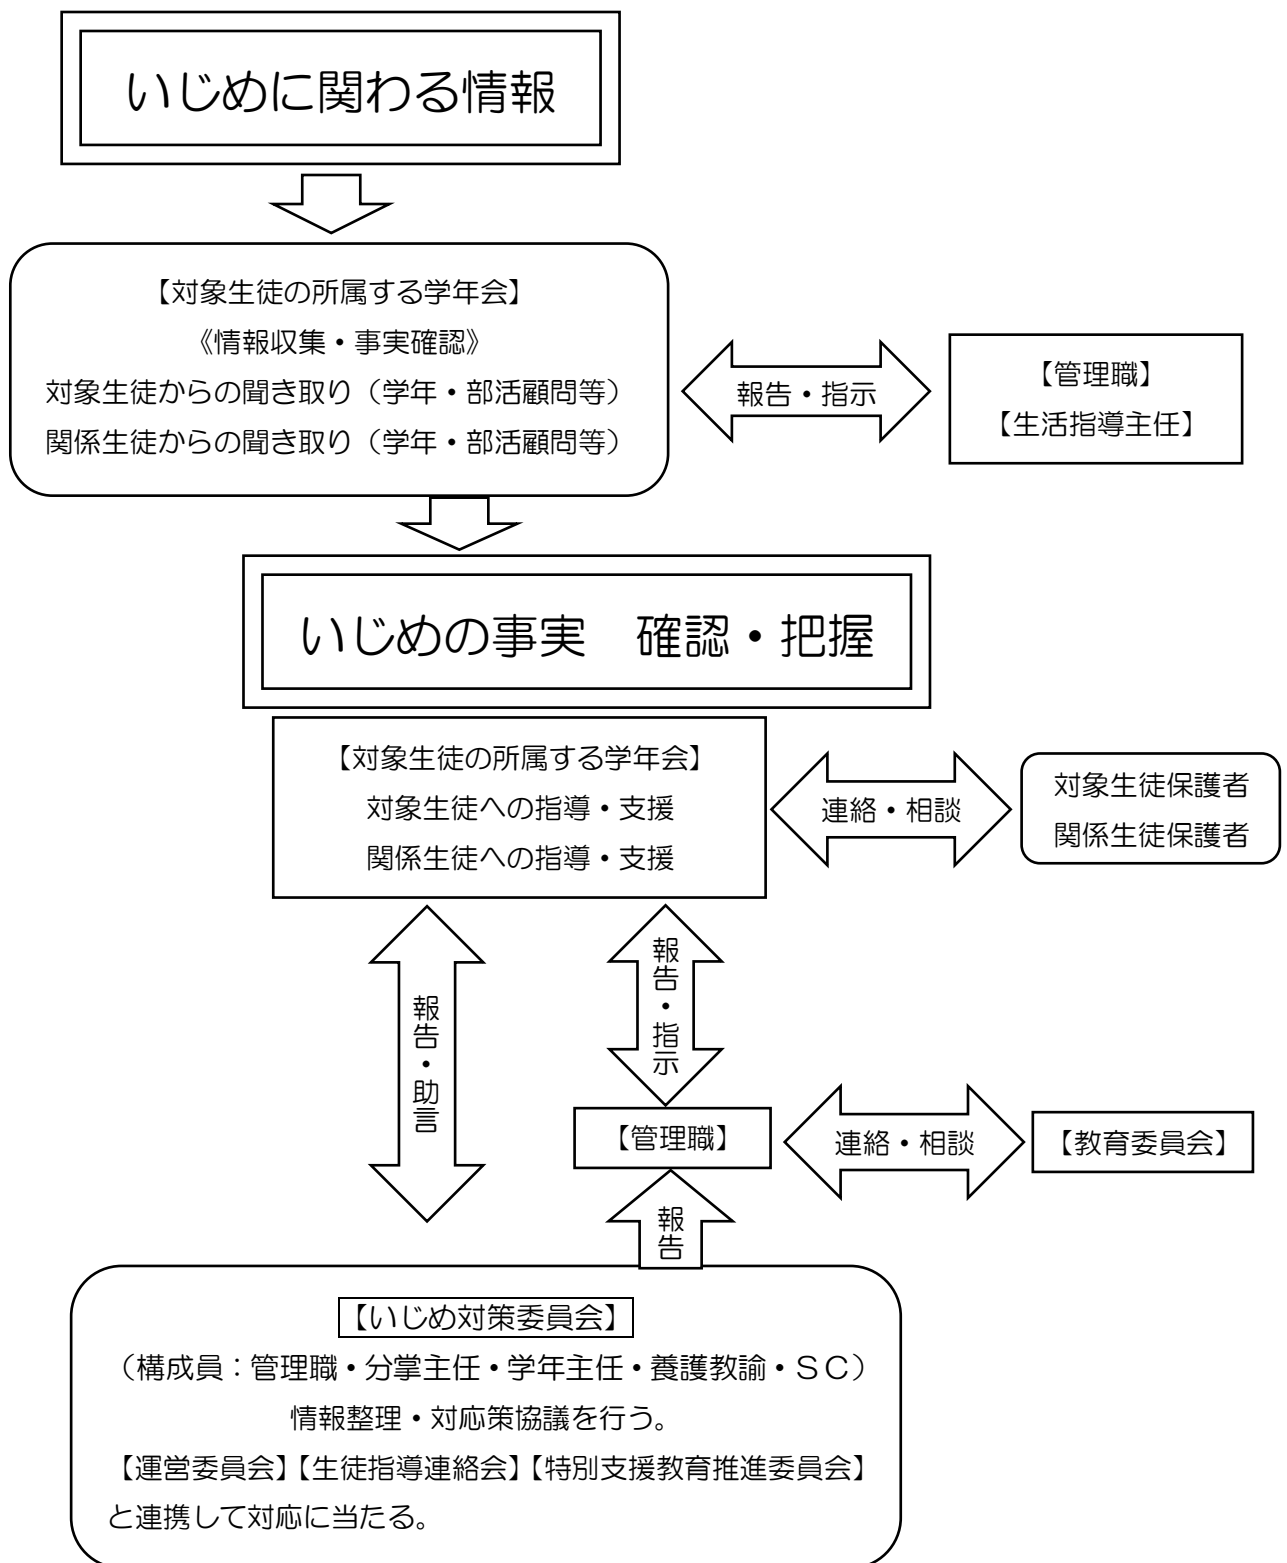 いじめに関わる情報
【対象生徒の所属する学年会】
《情報収集・事実確認》
対象生徒からの聞き取り（学年・部活顧問等）
関係生徒からの聞き取り（学年・部活顧問等）
報告・指示
【管理職】
【生活指導主任】
いじめの事実　確認・把握
【対象生徒の所属する学年会】
対象生徒への指導・支援
関係生徒への指導・支援
連絡・相談
対象生徒保護者
関係生徒保護者
報告・助言
報告・指示
【管理職】
連絡・相談
【教育委員会】
報告
【いじめ対策委員会】
（構成員：管理職・分掌主任・学年主任・養護教諭・ＳＣ）
情報整理・対応策協議を行う。
【運営委員会】【生徒指導連絡会】【特別支援教育推進委員会】
と連携して対応に当たる。